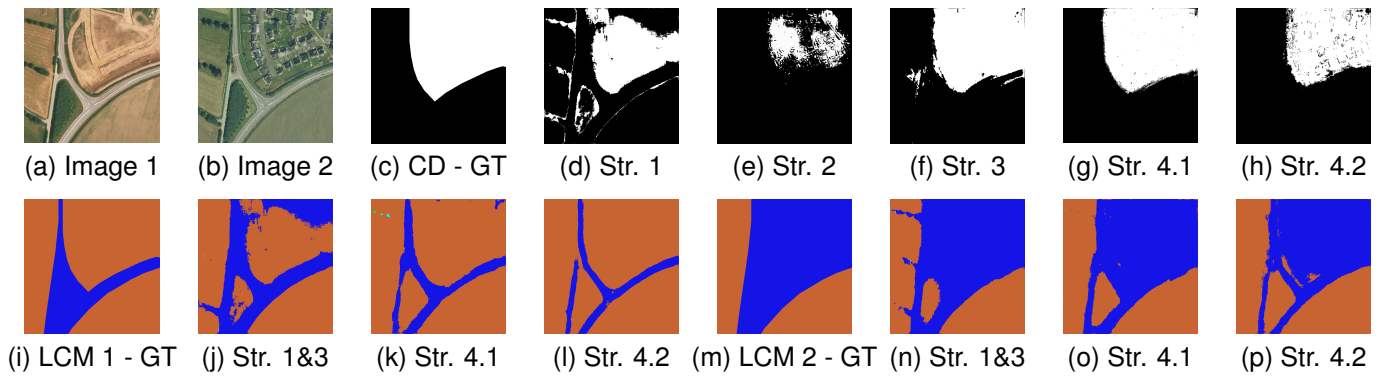 (a) Image 1 (b) Image 2 (c) CD - GT (d) Str. 1 (e) Str. 2 (f) Str. 3 (g) Str. 4.1 (h) Str. 4.2
(i) LCM 1 - GT (j) Str. 1&3 (k) Str. 4.1 (l) Str. 4.2 (m) LCM 2 - GT (n) Str. 1&3 (o) Str. 4.1 (p) Str. 4.2